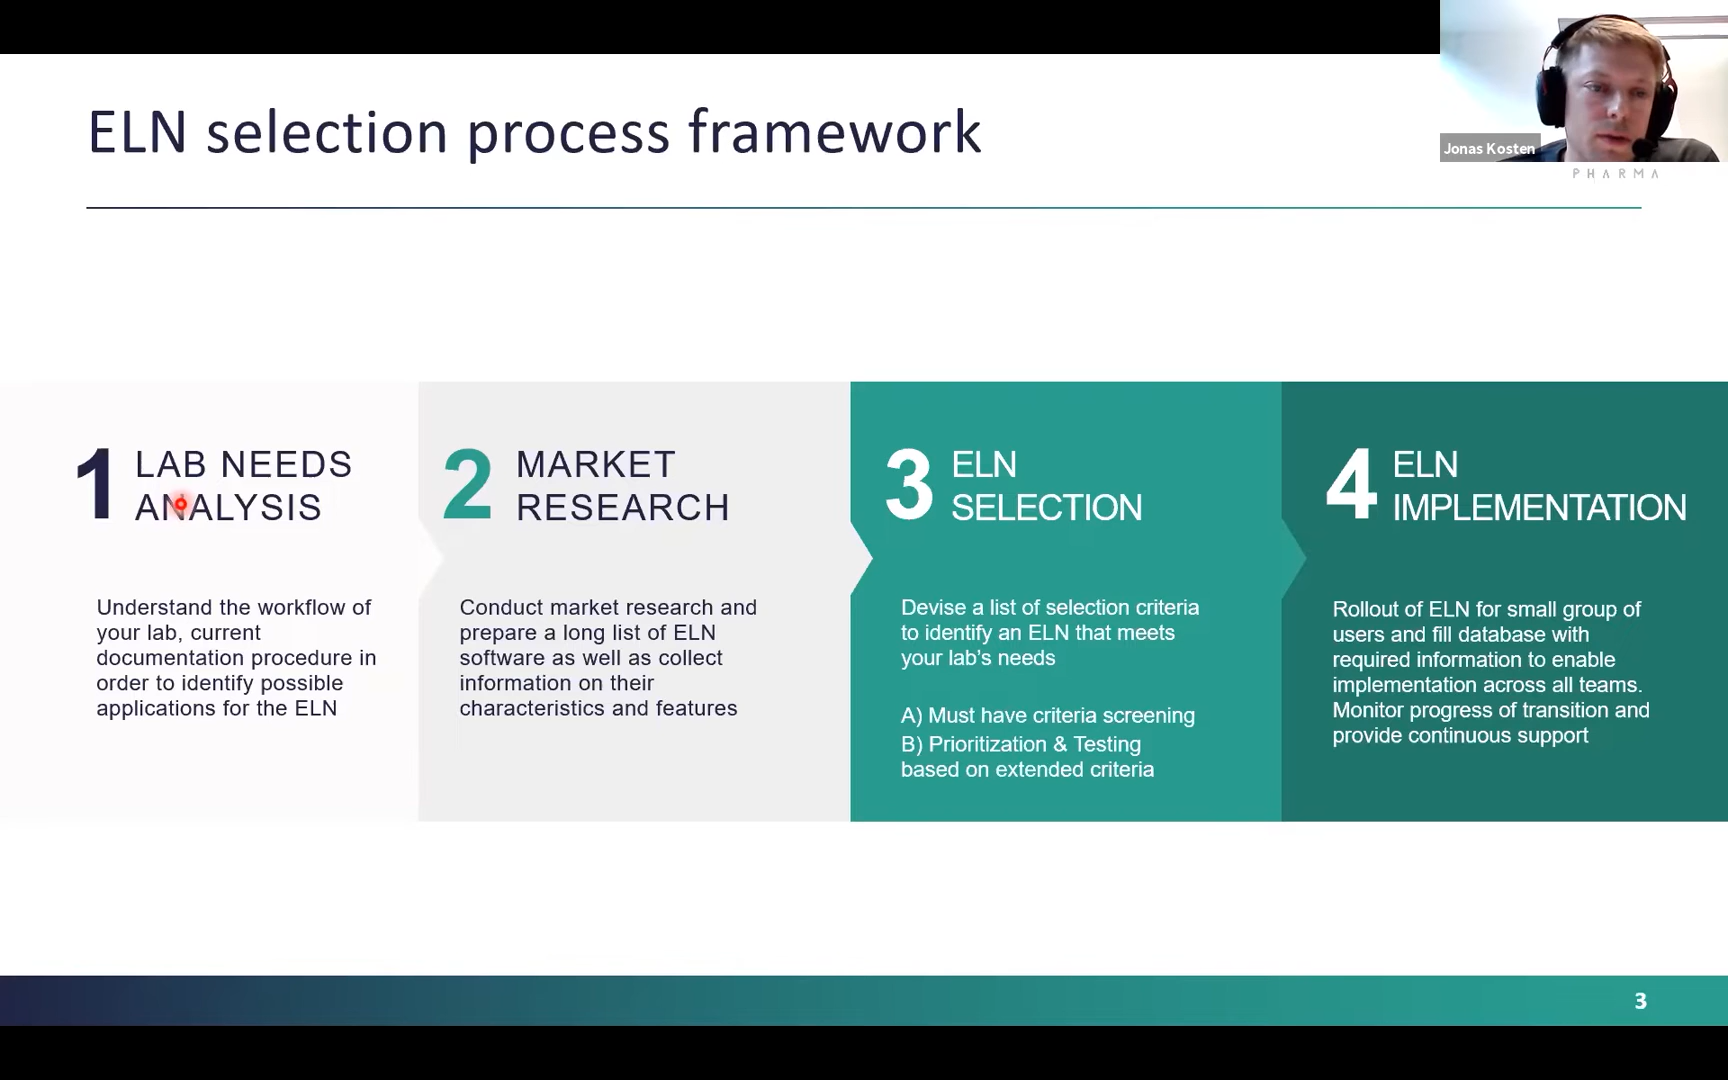 ELN selection process framework
Jonas Kosten
PHARMA
1 LAB NEEDS
ANALYSIS
Understand the workflow of
your lab, current
documentation procedure in
order to identify possible
applications for the ELN
2 MARKET
RESEARCH
Conduct market research and
prepare a long list of ELN
software as well as collect
information on their
characteristics and features
3 ELN
SELECTION
Devise a list of selection criteria
to identify an ELN that meets
your lab's needs
A) Must have criteria screening
B) Prioritization & Testing
based on extended criteria
4 ELN
IMPLEMENTATION
Rollout of ELN for small group of
users and fill database with
required information to enable
implementation across all teams.
Monitor progress of transition and
provide continuous support
3